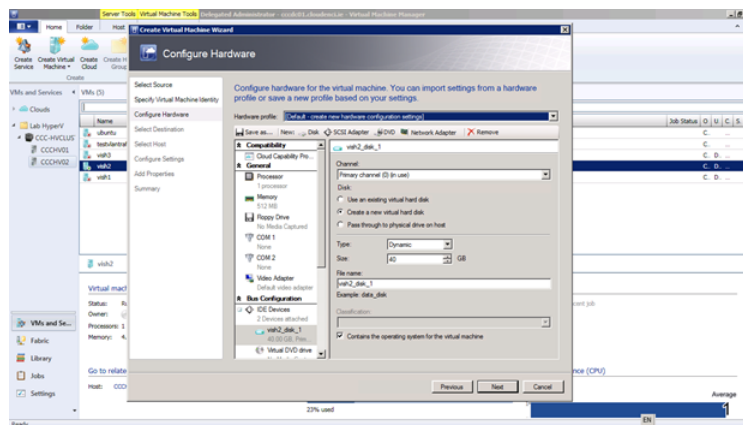 Server Tools Virtual Machine Tools Delegated Administrator - Virtual Machine Manager
Home Folder Host
Create Service
Create Virtual Machine
Create Cloud
VMs and Services
Clouds
Lab HyperV
CCC-HVCLUS
CCCHV01
CCCHV02
VMs and Se...
Fabric
Library
Jobs
Settings
Ready
VMs (5)
Name
ubuntu
vish3
vish2
vish1
Job Status O U C S.
vish2
Virtual mach
Status:
Owner:
Processors: 1
Memory: 4.
Go to relate
Host:
23% used
Average
1
EN
Create Virtual Machine Wizard
Configure Hardware
Select Source
Specify Virtual Machine Identity
Configure Hardware
Select Destination
Select Host
Configure Settings
Add Properties
Summary
Configure hardware for the virtual machine. You can import settings from a hardware
profile or save a new profile based on your settings.
Hardware profile: [Default - create new hardware configuration settings]
Save as... New: Disk SCSI Adapter DVD Network Adapter Remove
Compatibility
Cloud Capability Pro...
General
Processor
1 processor
Memory
512 MB
Floppy Drive
No Media Captured
COM 1
None
COM 2
None
Video Adapter
Default video adapter
Bus Configuration
IDE Devices
2 Devices attached
vish2_disk_1
40.00 GB, Prim...
Virtual DVD drive
vish2_disk_1
Channel:
Primary channel (0) (in use)
Disk:
Use an existing virtual hard disk
Create a new virtual hard disk
Pass through to physical drive on host
Type: Dynamic
Size: 40 GB
File name:
vish2_disk_1
Example: data_disk
Classification:
Contains the operating system for the virtual machine
Previous Next Cancel